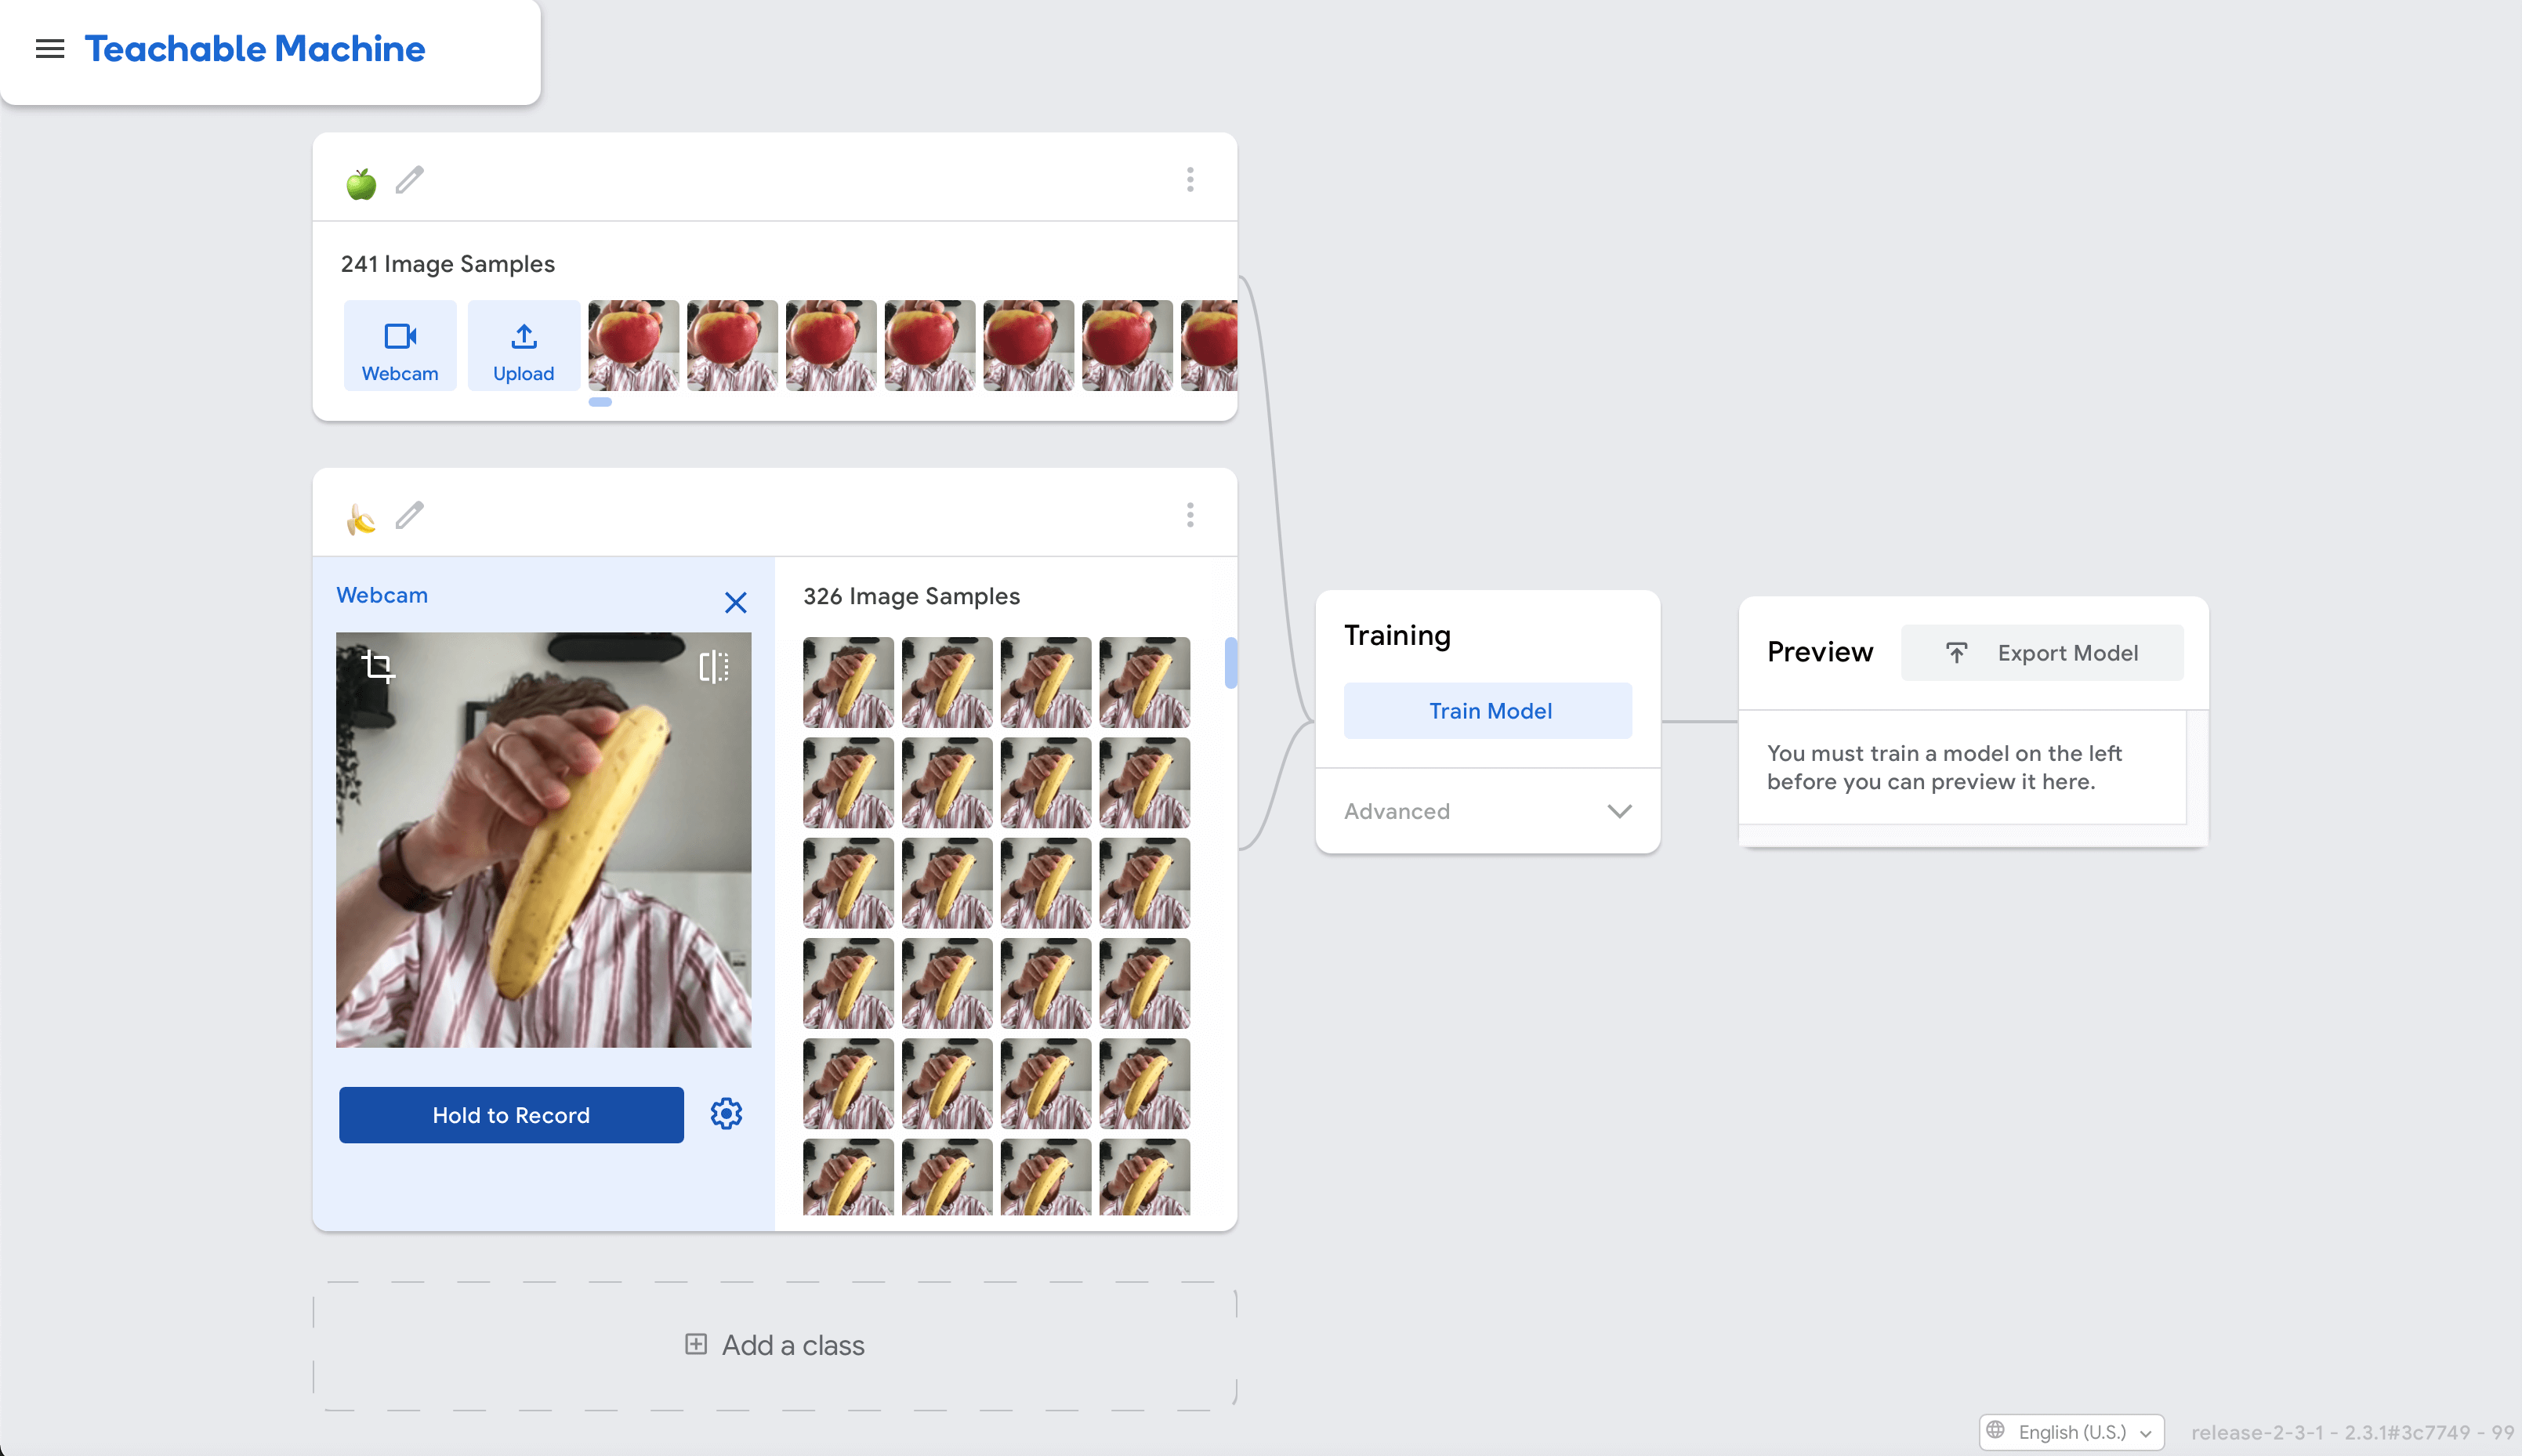 Teachable Machine
241 Image Samples
Webcam
Upload
Webcam
326 Image Samples
Hold to Record
Training
Train Model
Advanced
Preview
Export Model
You must train a model on the left
before you can preview it here.
Add a class
English (U.S.)
release-2-3-1 - 2.3.1#3c7749 - 99